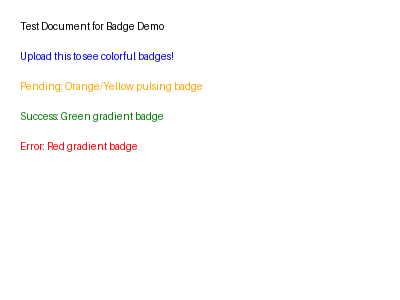 Test Document for Badge Demo
Upload this to see colorful badges!
Pending: Orange/Yellow pulsing badge
Success: Green gradient badge
Error: Red gradient badge